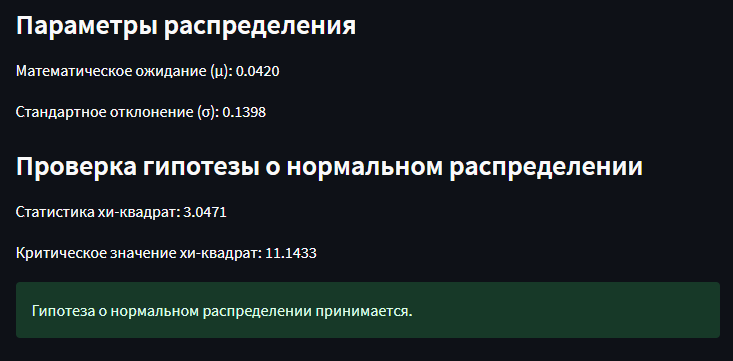 Параметры распределения
Математическое ожидание (μ): 0.0420
Стандартное отклонение (σ): 0.1398
Проверка гипотезы о нормальном распределении
Статистика хи-квадрат: 3.0471
Критическое значение хи-квадрат: 11.1433
Гипотеза о нормальном распределении принимается.